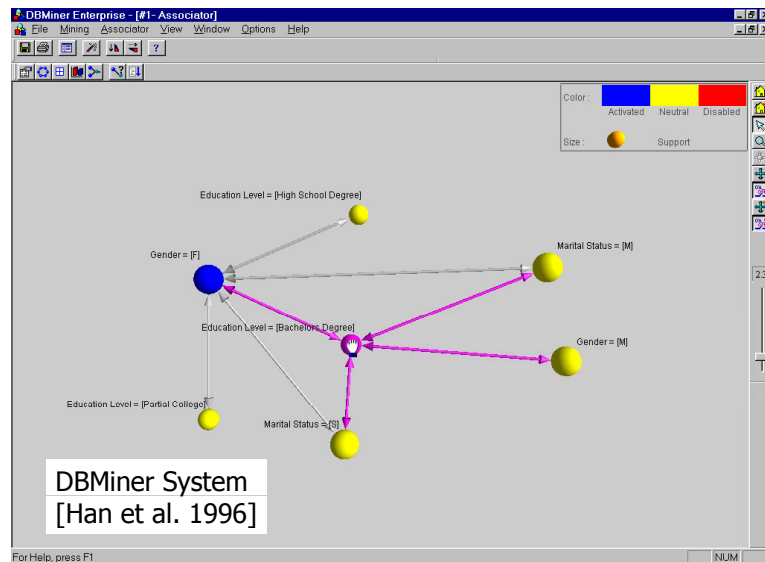 DBMiner Enterprise - [#1- Associator]
File Mining Associator View Window Options Help
Color :
Activated Neutral Disabled
Size : Support
Education Level = [High School Degree]
Marital Status = [M]
Gender = [F]
Education Level = [Bachelors Degree]
Gender = [M]
Education Level = [Partial College]
Marital Status = [S]
DBMiner System
[Han et al. 1996]
For Help, press F1
NUM